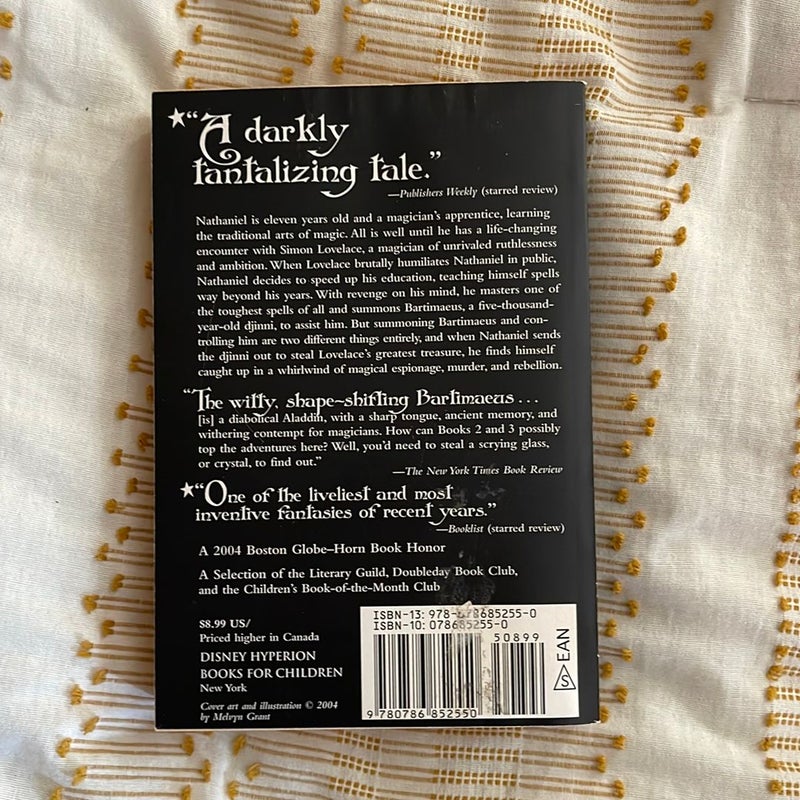 ★“A darkly
tantalizing tale.”
—Publishers Weekly (starred review)
Nathaniel is eleven years old and a magician's apprentice, learning
the traditional arts of magic. All is well until he has a life-changing
encounter with Simon Lovelace, a magician of unrivaled ruthlessness
and ambition. When Lovelace brutally humiliates Nathaniel in public,
Nathaniel decides to speed up his education, teaching himself spells
way beyond his years. With revenge on his mind, he masters one of
the toughest spells of all and summons Bartimaeus, a five-thousand-
year-old djinni, to assist him. But summoning Bartimaeus and con-
trolling him are two different things entirely, and when Nathaniel sends
the djinni out to steal Lovelace's greatest treasure, he finds himself
caught up in a whirlwind of magical espionage, murder, and rebellion.
“The witty, shape-shifting Bartimaeus . . .
[is] a diabolical Aladdin, with a sharp tongue, ancient memory, and
withering contempt for magicians. How can Books 2 and 3 possibly
top the adventures here? Well, you'd need to steal a scrying glass,
or crystal, to find out.”
—The New York Times Book Review
★“One of the liveliest and most
inventive fantasies of recent years.”
—Booklist (starred review)
A 2004 Boston Globe–Horn Book Honor
A Selection of the Literary Guild, Doubleday Book Club,
and the Children's Book-of-the-Month Club
$8.99 US/
Priced higher in Canada
DISNEY HYPERION
BOOKS FOR CHILDREN
New York
Cover art and illustration © 2004
by Melvyn Grant
ISBN-13: 978-078685255-0
ISBN-10: 078685255-0
50899
9 780786 852550
S
EAN